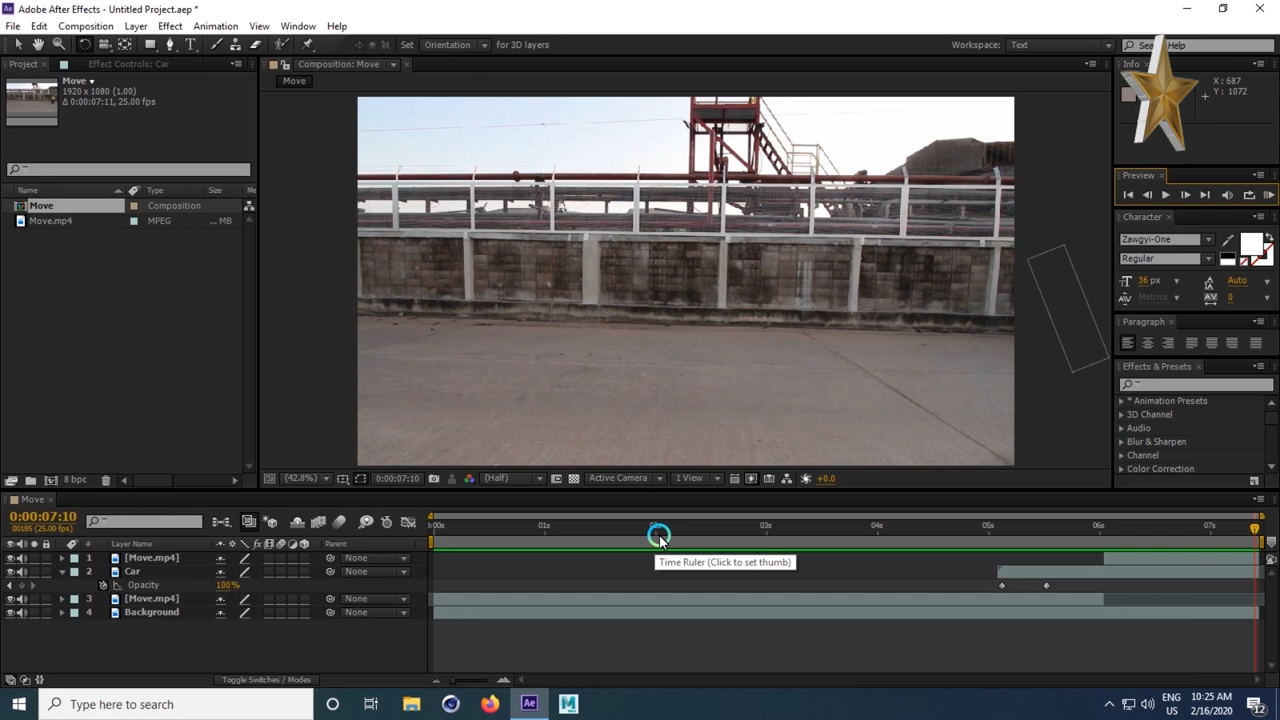 Adobe After Effects - Untitled Project.aep *
File Edit Composition Layer Effect Animation View Window Help
Set Orientation for 3D layers Workspace: Text Help
Project Effect Controls: Car Composition: Move Info
Move
1920 x 1080 (1.00)
Δ 0:00:07:11, 25.00 fps
Move
X : 687
Y : 1072
Preview
Character
Zawgyi-One
Regular
36 px Auto
Metrics 0
Paragraph
Effects & Presets
* Animation Presets
3D Channel
Audio
Blur & Sharpen
Channel
Color Correction
Name Type Size Me
Move Composition
Move.mp4 MPEG ... MB
8 bpc
(42.8%) 0:00:07:10 (Half) Active Camera 1 View +0.0
Move
0:00:07:10
00185 (25.00 fps)
:00s 01s 02s 03s 04s 05s 06s 07s
# Layer Name Parent
1 [Move.mp4] None
2 Car None
Opacity 100%
3 [Move.mp4] None
4 Background None
Time Ruler (Click to set thumb)
Toggle Switches / Modes
Type here to search
Ae
ENG
US
10:25 AM
2/16/2020
12